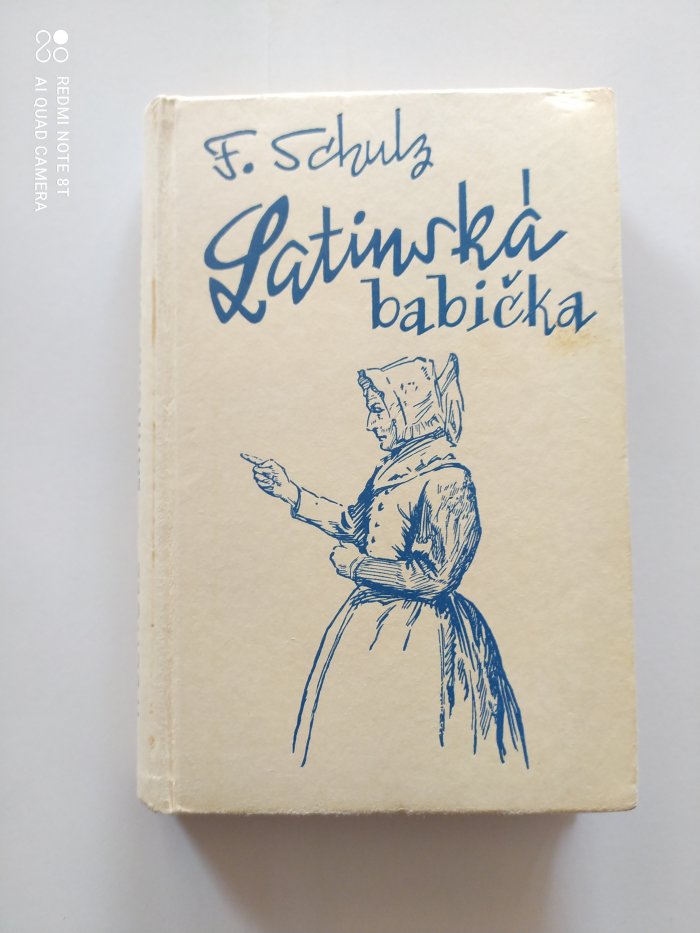 F. Schulz
Latinská
babička
REDMI NOTE 8T
AI QUAD CAMERA